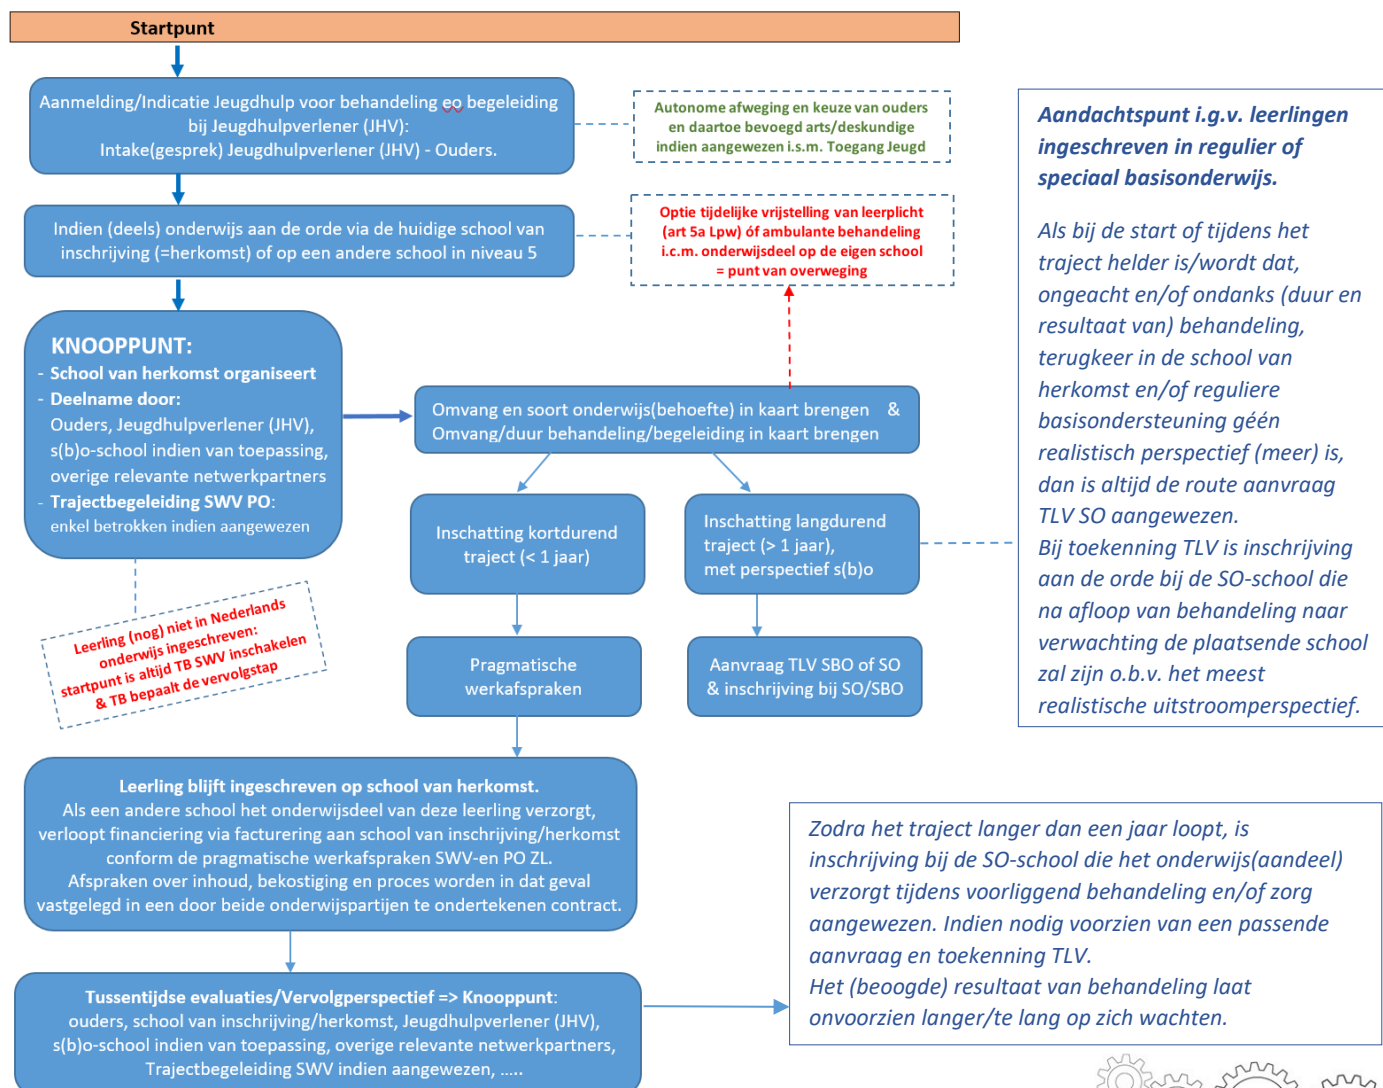 Startpunt
Aanmelding/Indicatie Jeugdhulp voor behandeling eo begeleiding
bij Jeugdhulpverlener (JHV):
Intake(gesprek) Jeugdhulpverlener (JHV) - Ouders.
Autonome afweging en keuze van ouders
en daartoe bevoegd arts/deskundige
indien aangewezen i.s.m. Toegang Jeugd
Indien (deels) onderwijs aan de orde via de huidige school van
inschrijving (=herkomst) of op een andere school in niveau 5
Optie tijdelijke vrijstelling van leerplicht
(art 5a Lpw) óf ambulante behandeling
i.c.m. onderwijsdeel op de eigen school
= punt van overweging
KNOOPPUNT:
- School van herkomst organiseert
- Deelname door:
Ouders, Jeugdhulpverlener (JHV),
s(b)o-school indien van toepassing,
overige relevante netwerkpartners
- Trajectbegeleiding SWV PO:
enkel betrokken indien aangewezen
Omvang en soort onderwijs(behoefte) in kaart brengen &
Omvang/duur behandeling/begeleiding in kaart brengen
Inschatting kortdurend
traject (< 1 jaar)
Inschatting langdurend
traject (> 1 jaar),
met perspectief s(b)o
Leerling (nog) niet in Nederlands
onderwijs ingeschreven:
startpunt is altijd TB SWV inschakelen
& TB bepaalt de vervolgstap
Pragmatische
werkafspraken
Aanvraag TLV SBO of SO
& inschrijving bij SO/SBO
Leerling blijft ingeschreven op school van herkomst.
Als een andere school het onderwijsdeel van deze leerling verzorgt,
verloopt financiering via facturering aan school van inschrijving/herkomst
conform de pragmatische werkafspraken SWV-en PO ZL.
Afspraken over inhoud, bekostiging en proces worden in dat geval
vastgelegd in een door beide onderwijspartijen te ondertekenen contract.
Tussentijdse evaluaties/Vervolgperspectief => Knooppunt:
ouders, school van inschrijving/herkomst, Jeugdhulpverlener (JHV),
s(b)o-school indien van toepassing, overige relevante netwerkpartners,
Trajectbegeleiding SWV indien aangewezen, …..
Aandachtspunt i.g.v. leerlingen
ingeschreven in regulier of
speciaal basisonderwijs.
Als bij de start of tijdens het
traject helder is/wordt dat,
ongeacht en/of ondanks (duur en
resultaat van) behandeling,
terugkeer in de school van
herkomst en/of reguliere
basisondersteuning géén
realistisch perspectief (meer) is,
dan is altijd de route aanvraag
TLV SO aangewezen.
Bij toekenning TLV is inschrijving
aan de orde bij de SO-school die
na afloop van behandeling naar
verwachting de plaatsende school
zal zijn o.b.v. het meest
realistische uitstroomperspectief.
Zodra het traject langer dan een jaar loopt, is
inschrijving bij de SO-school die het onderwijs(aandeel)
verzorgt tijdens voorliggend behandeling en/of zorg
aangewezen. Indien nodig voorzien van een passende
aanvraag en toekenning TLV.
Het (beoogde) resultaat van behandeling laat
onvoorzien langer/te lang op zich wachten.